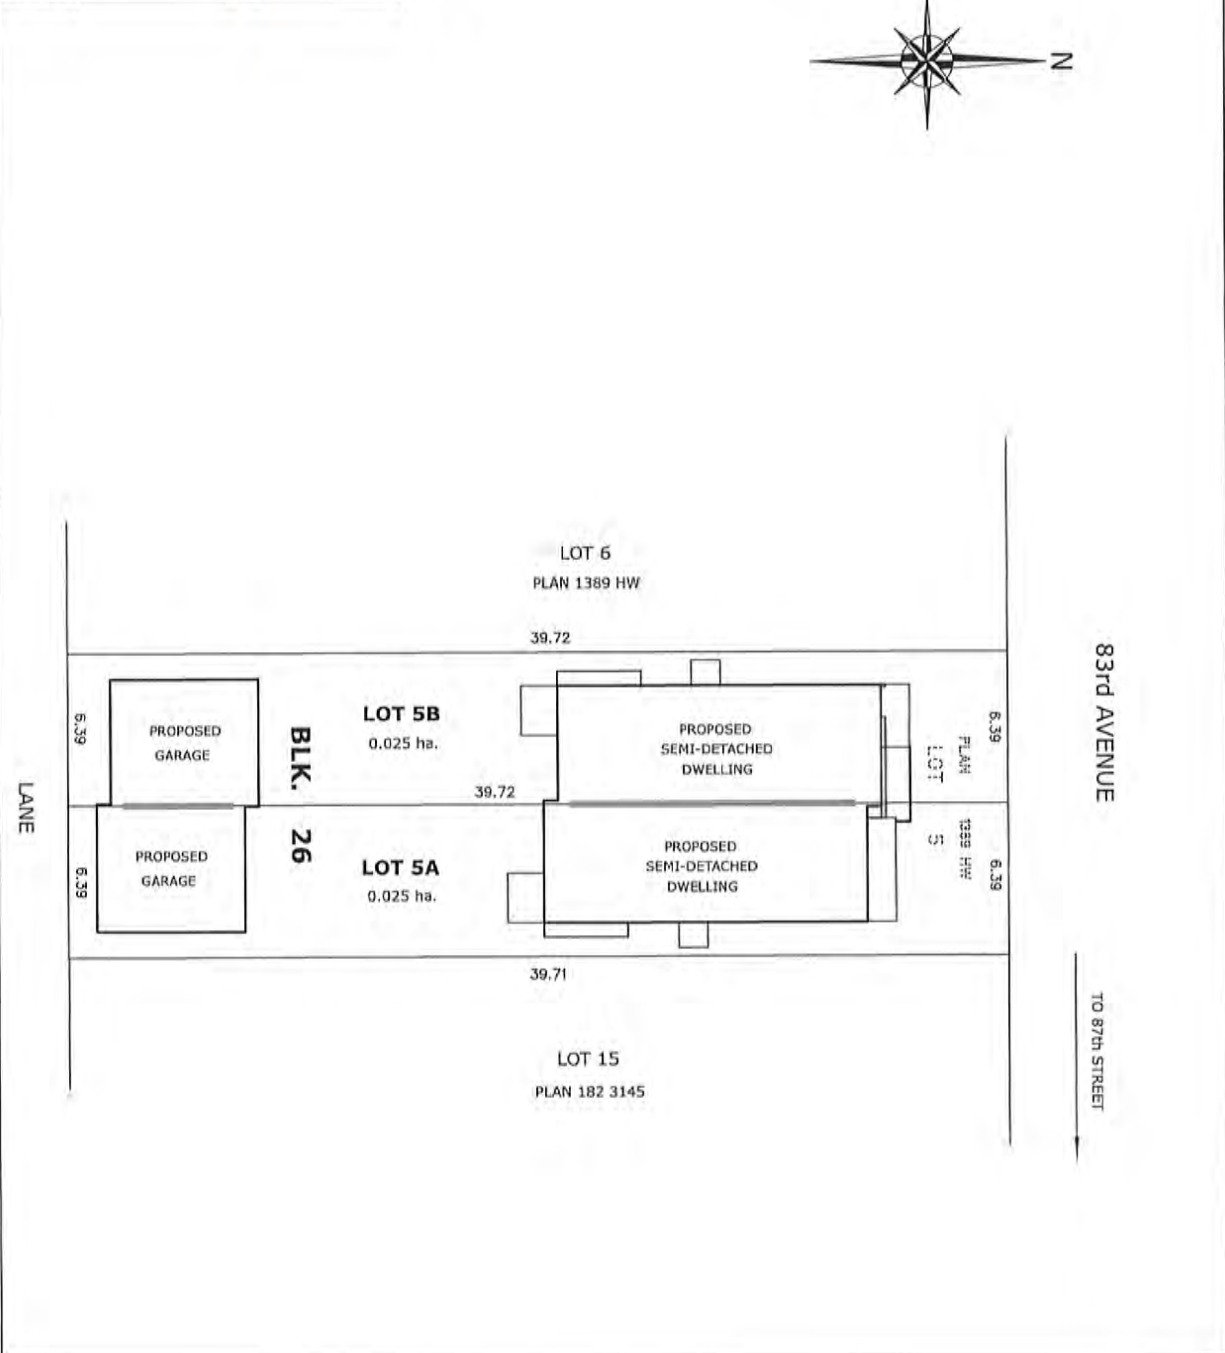 N
LOT 6
PLAN 1389 HW
39.72
83rd AVENUE
6.39
PROPOSED
GARAGE
BLK. 26
LOT 5B
0.025 ha.
PROPOSED
SEMI-DETACHED
DWELLING
PLAN 1389 HW
LOT 5
6.39
39.72
LANE
6.39
PROPOSED
GARAGE
LOT 5A
0.025 ha.
PROPOSED
SEMI-DETACHED
DWELLING
6.39
39.71
TO 87th STREET
LOT 15
PLAN 182 3145